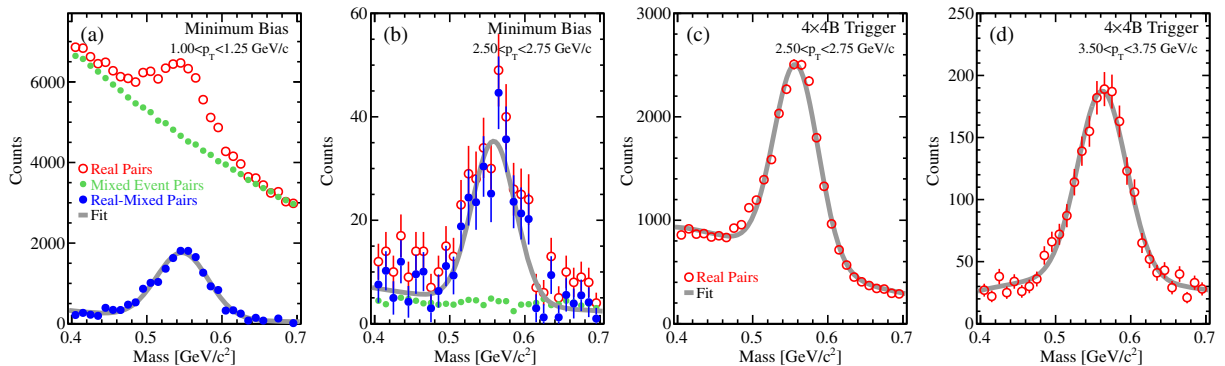 (a) Minimum Bias
1.00<p_T<1.25 GeV/c
Counts
6000
4000
2000
0
Real Pairs
Mixed Event Pairs
Real-Mixed Pairs
Fit
0.4 0.5 0.6 0.7
Mass [GeV/c²]
(b) Minimum Bias
2.50<p_T<2.75 GeV/c
Counts
60
50
40
30
20
10
0
0.4 0.5 0.6 0.7
Mass [GeV/c²]
(c) 4×4B Trigger
2.50<p_T<2.75 GeV/c
Counts
3000
2000
1000
0
Real Pairs
Fit
0.4 0.5 0.6 0.7
Mass [GeV/c²]
(d) 4×4B Trigger
3.50<p_T<3.75 GeV/c
Counts
250
200
150
100
50
0
0.4 0.5 0.6 0.7
Mass [GeV/c²]